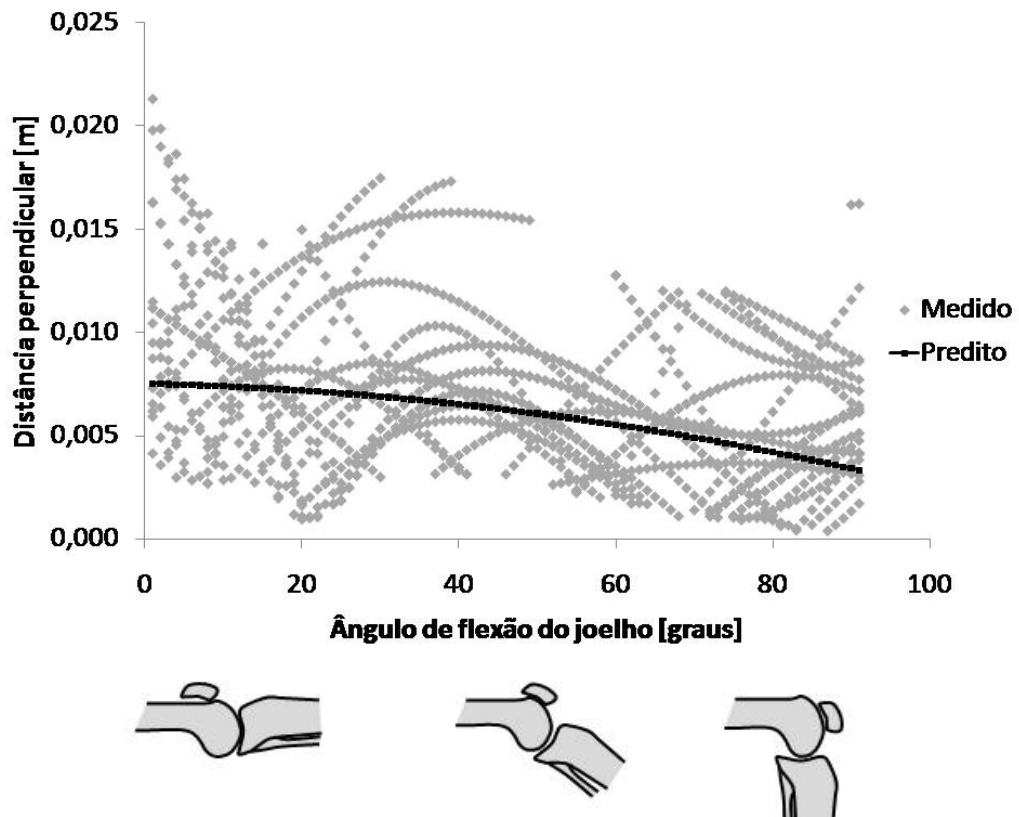 0,025
0,020
0,015
0,010
0,005
0,000
Distância perpendicular [m]
Medido
Predito
0 20 40 60 80 100
Ângulo de flexão do joelho [graus]